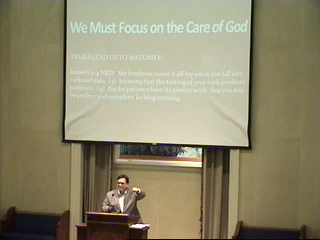 We Must Focus on the Care of God
TRIALS LEAD US TO MATURITY:
James 1:2-4 NKJV My brethren, count it all joy when you fall into
various trials, (3) knowing that the testing of your faith produces
patience. (4) But let patience have its perfect work, that you may
be perfect and complete, lacking nothing.